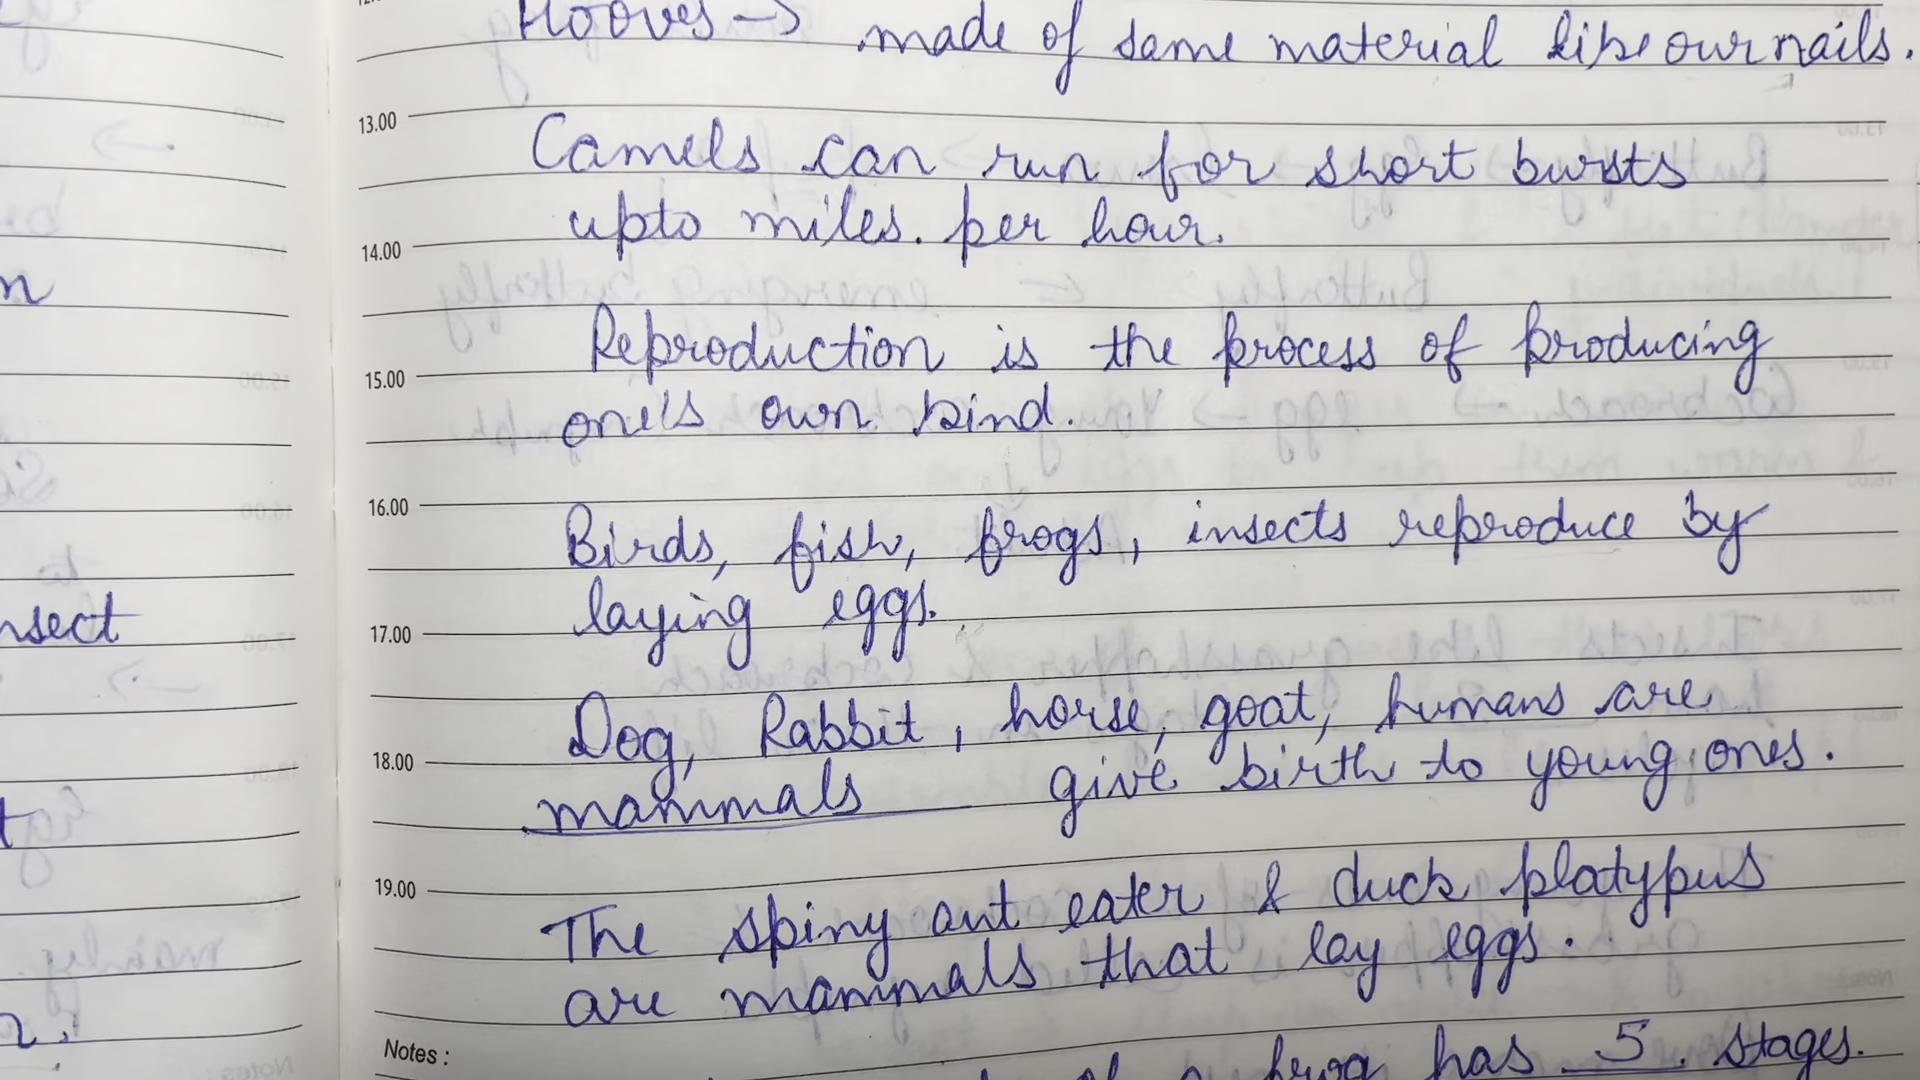 Hooves → made of same material like our nails.
13.00
Camels can run for short bursts
upto miles. per hour.
14.00
Reproduction is the process of producing
15.00
one's own kind.
16.00
Birds, fish, frogs, insects reproduce by
laying eggs.
17.00
Dog, Rabbit, horse, goat, humans are
18.00
mammals give birth to young ones.
19.00
The spiny ant eater & duck platypus
are mammals that lay eggs.
Notes:
of a frog has 5 stages.
n
nsect
t